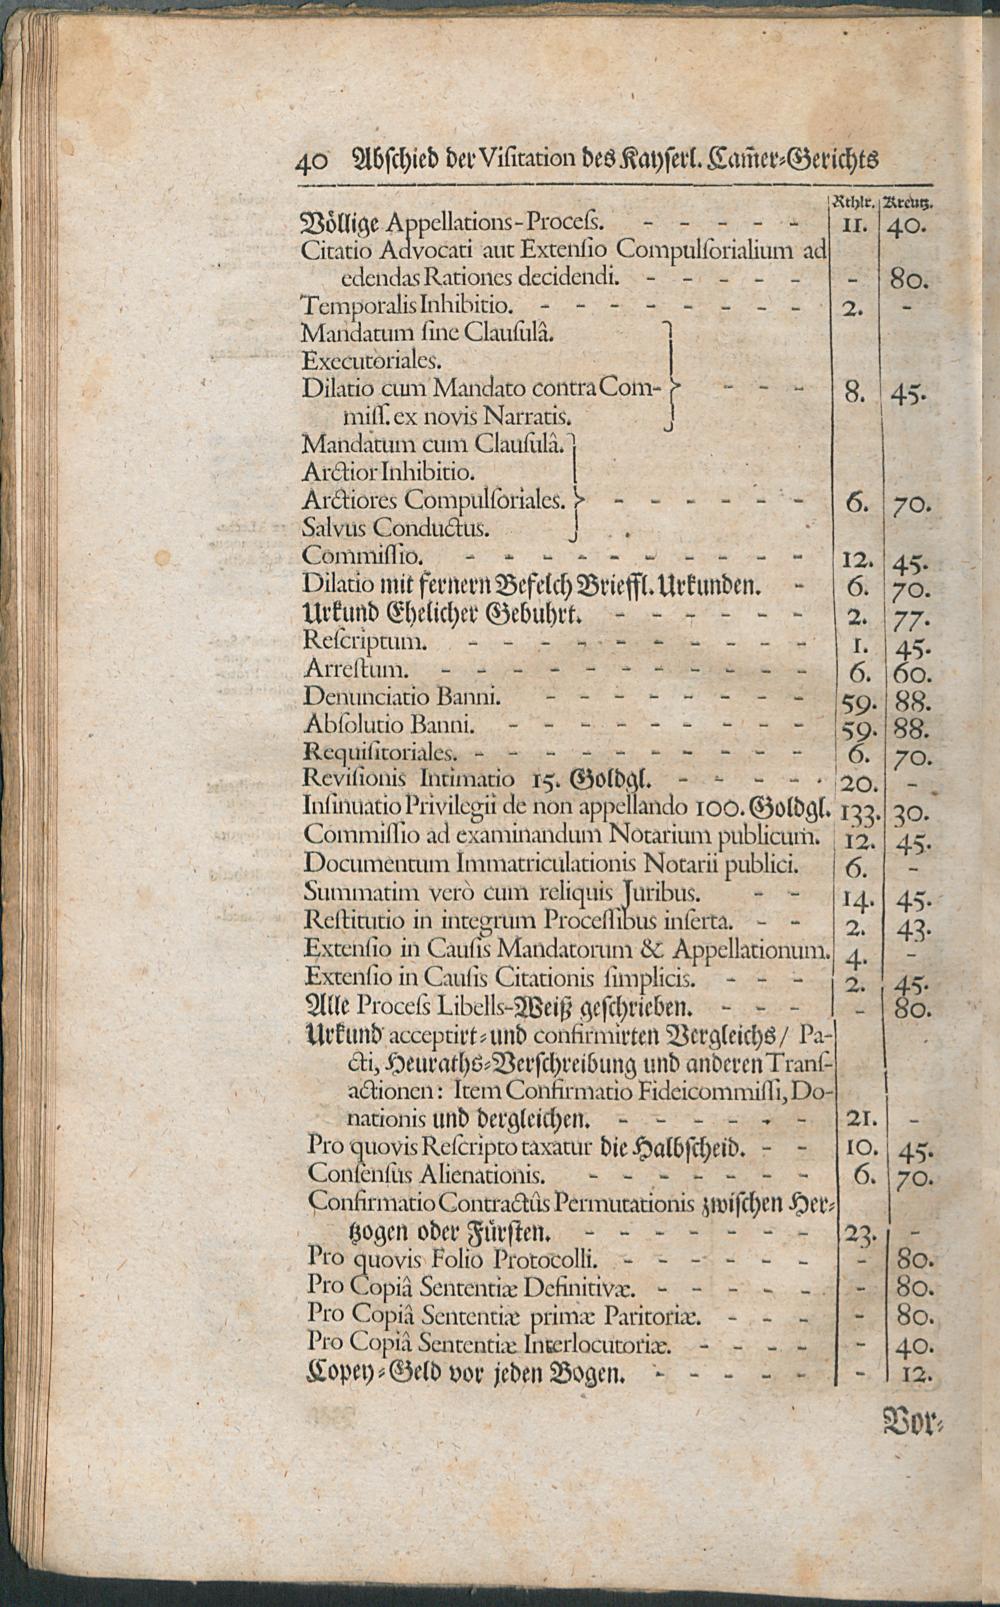 40 Abſchied der Viſitation des Kayſerl. Cam̃er-Gerichts
Rthlr. Kreutz.
Völlige Appellations-Proceſs. - - - - - 11. 40.
Citatio Advocati aut Extenſio Compulſorialium ad
edendas Rationes decidendi. - - - - - - 80.
Temporalis Inhibitio. - - - - - - - - 2. -
Mandatum ſine Clauſulâ.
Executoriales.
Dilatio cum Mandato contra Com- } - - - 8. 45.
miſſ. ex novis Narratis.
Mandatum cum Clauſulâ.
Arctior Inhibitio.
Arctiores Compulſoriales. } - - - - - - 6. 70.
Salvus Conductus.
Commiſſio. - - - - - - - - - - 12. 45.
Dilatio mit fernern Befelch Brieffl. Urkunden. - 6. 70.
Urkund Ehelicher Gebuhrt. - - - - - - 2. 77.
Reſcriptum. - - - - - - - - - - 1. 45.
Arreſtum. - - - - - - - - - - - 6. 60.
Denunciatio Banni. - - - - - - - - 59. 88.
Abſolutio Banni. - - - - - - - - - 59. 88.
Requiſitoriales. - - - - - - - - - - 6. 70.
Reviſionis Intimatio 15. Goldgl. - - - - - 20. -
Inſinuatio Privilegii de non appellando 100. Goldgl. 133. 30.
Commiſſio ad examinandum Notarium publicum. 12. 45.
Documentum Immatriculationis Notarii publici. 6. -
Summatim verò cum reliquis Juribus. - - 14. 45.
Reſtitutio in integrum Proceſſibus inſerta. - - 2. 43.
Extenſio in Cauſis Mandatorum & Appellationum. 4. -
Extenſio in Cauſis Citationis ſimplicis. - - - 2. 45.
Alle Proceſs Libells-Weiß geſchrieben. - - - - 80.
Urkund acceptirt-und confirmirten Vergleichs/ Pa-
cti, Heuraths-Verſchreibung und anderen Tranſ-
actionen: Item Confirmatio Fideicommiſſi, Do-
nationis und dergleichen. - - - - - - 21. -
Pro quovis Reſcripto taxatur die Halbſcheid. - - 10. 45.
Conſenſus Alienationis. - - - - - - - 6. 70.
Confirmatio Contractûs Permutationis zwiſchen Her-
tzogen oder Fürſten. - - - - - - - 23. -
Pro quovis Folio Protocolli. - - - - - - - 80.
Pro Copiâ Sententiæ Definitivæ. - - - - - - 80.
Pro Copiâ Sententiæ primæ Paritoriæ. - - - - 80.
Pro Copiâ Sententiæ Interlocutoriæ. - - - - - 40.
Copey-Geld vor jeden Bogen. - - - - - - 12.
Vor-